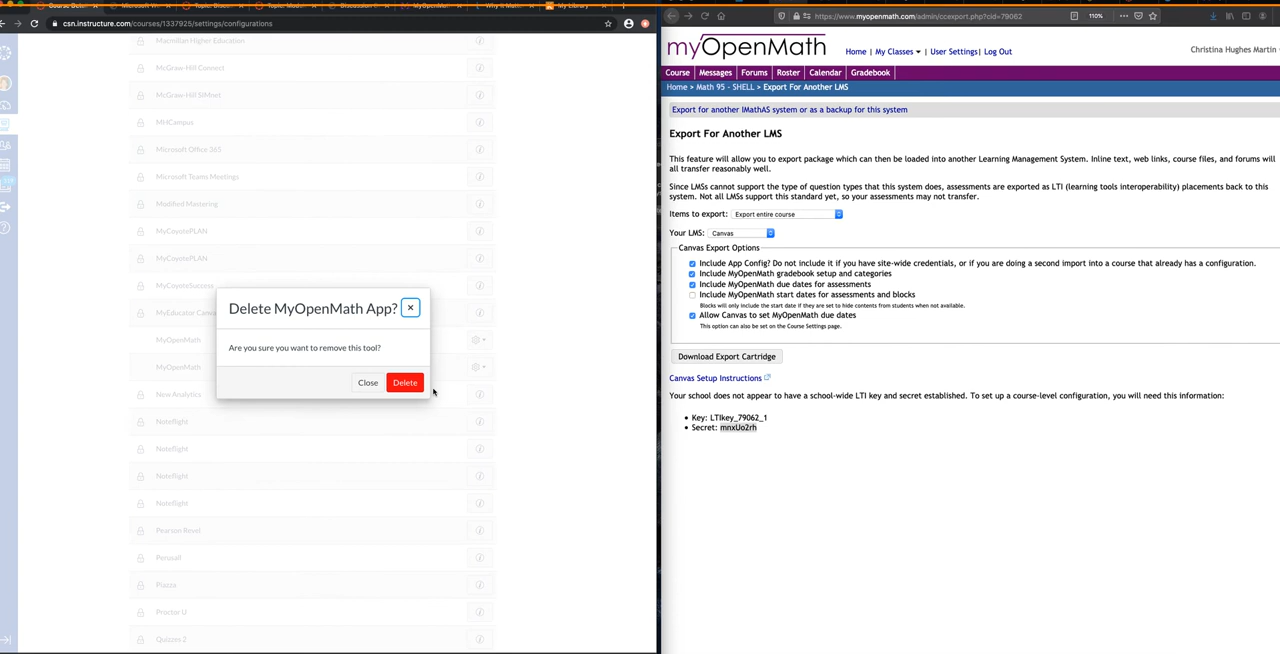 csn.instructure.com/courses/1337925/settings/configurations
Macmillan Higher Education
McGraw-Hill Connect
McGraw-Hill SIMnet
MHCampus
Microsoft Office 365
Microsoft Teams Meetings
Modified Mastering
MyCoyotePLAN
MyCoyotePLAN
MyCoyoteSuccess
MyEducator Canva
MyOpenMath
MyOpenMath
New Analytics
Noteflight
Noteflight
Noteflight
Noteflight
Pearson Revel
Perusall
Piazza
Proctor U
Quizzes 2
Delete MyOpenMath App?
Are you sure you want to remove this tool?
Close Delete
https://www.myopenmath.com/admin/ccexport.php?cid=79062
110%
myOpenMath
Home | My Classes | User Settings | Log Out
Christina Hughes Martin
Course Messages Forums Roster Calendar Gradebook
Home > Math 95 - SHELL > Export For Another LMS
Export for another IMathAS system or as a backup for this system
Export For Another LMS
This feature will allow you to export package which can then be loaded into another Learning Management System. Inline text, web links, course files, and forums will
all transfer reasonably well.
Since LMSs cannot support the type of question types that this system does, assessments are exported as LTI (learning tools interoperability) placements back to this
system. Not all LMSs support this standard yet, so your assessments may not transfer.
Items to export: Export entire course
Your LMS: Canvas
Canvas Export Options
Include App Config? Do not include it if you have site-wide credentials, or if you are doing a second import into a course that already has a configuration.
Include MyOpenMath gradebook setup and categories
Include MyOpenMath due dates for assessments
Include MyOpenMath start dates for assessments and blocks
Blocks will only include the start date if they are set to hide contents from students when not available.
Allow Canvas to set MyOpenMath due dates
This option can also be set on the Course Settings page.
Download Export Cartridge
Canvas Setup Instructions
Your school does not appear to have a school-wide LTI key and secret established. To set up a course-level configuration, you will need this information:
• Key: LTIkey_79062_1
• Secret: mnxUo2rh